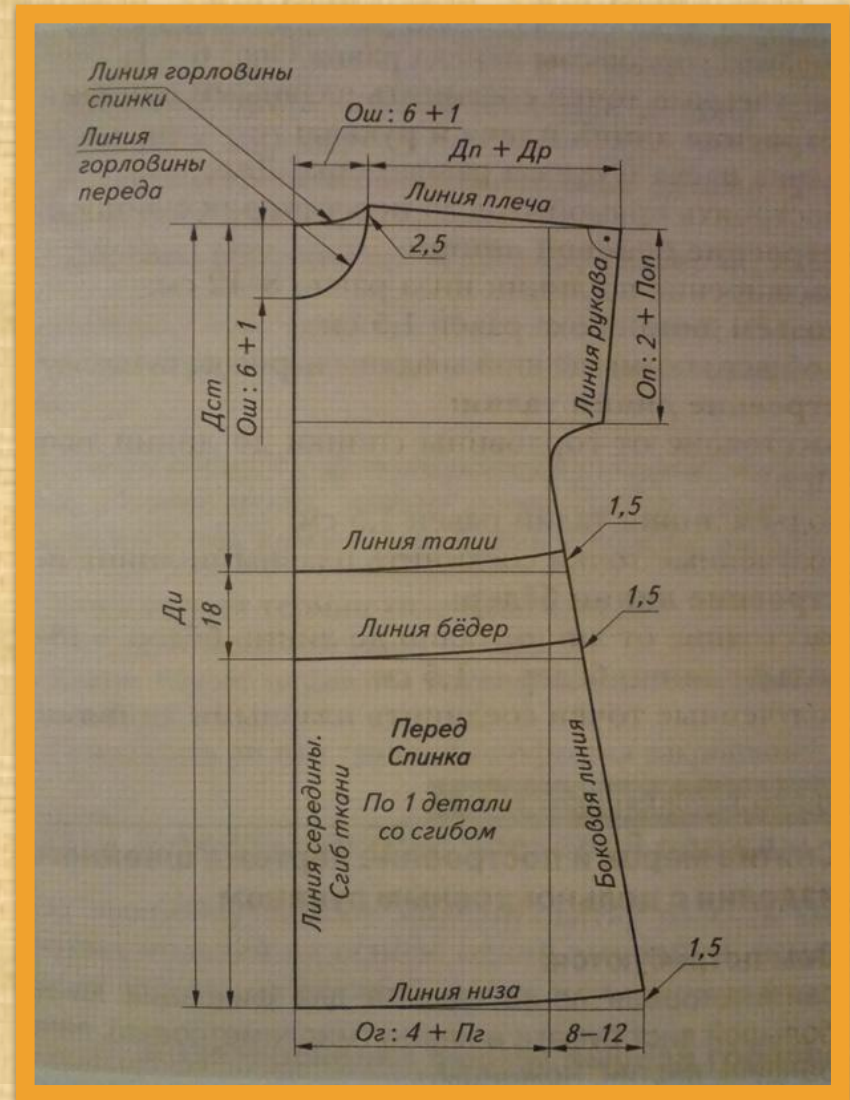 Линия горловины
спинки
Линия
горловины
переда
Ош : 6 + 1
Дп + Др
Линия плеча
2,5
Ош : 6 + 1
Дст
Ди
18
Линия рукава
Оп : 2 + Поп
Линия талии
1,5
Линия бёдер
1,5
Перед
Спинка
По 1 детали
со сгибом
Линия середины.
Сгиб ткани
Боковая линия
Линия низа
1,5
Ог : 4 + Пг
8–12